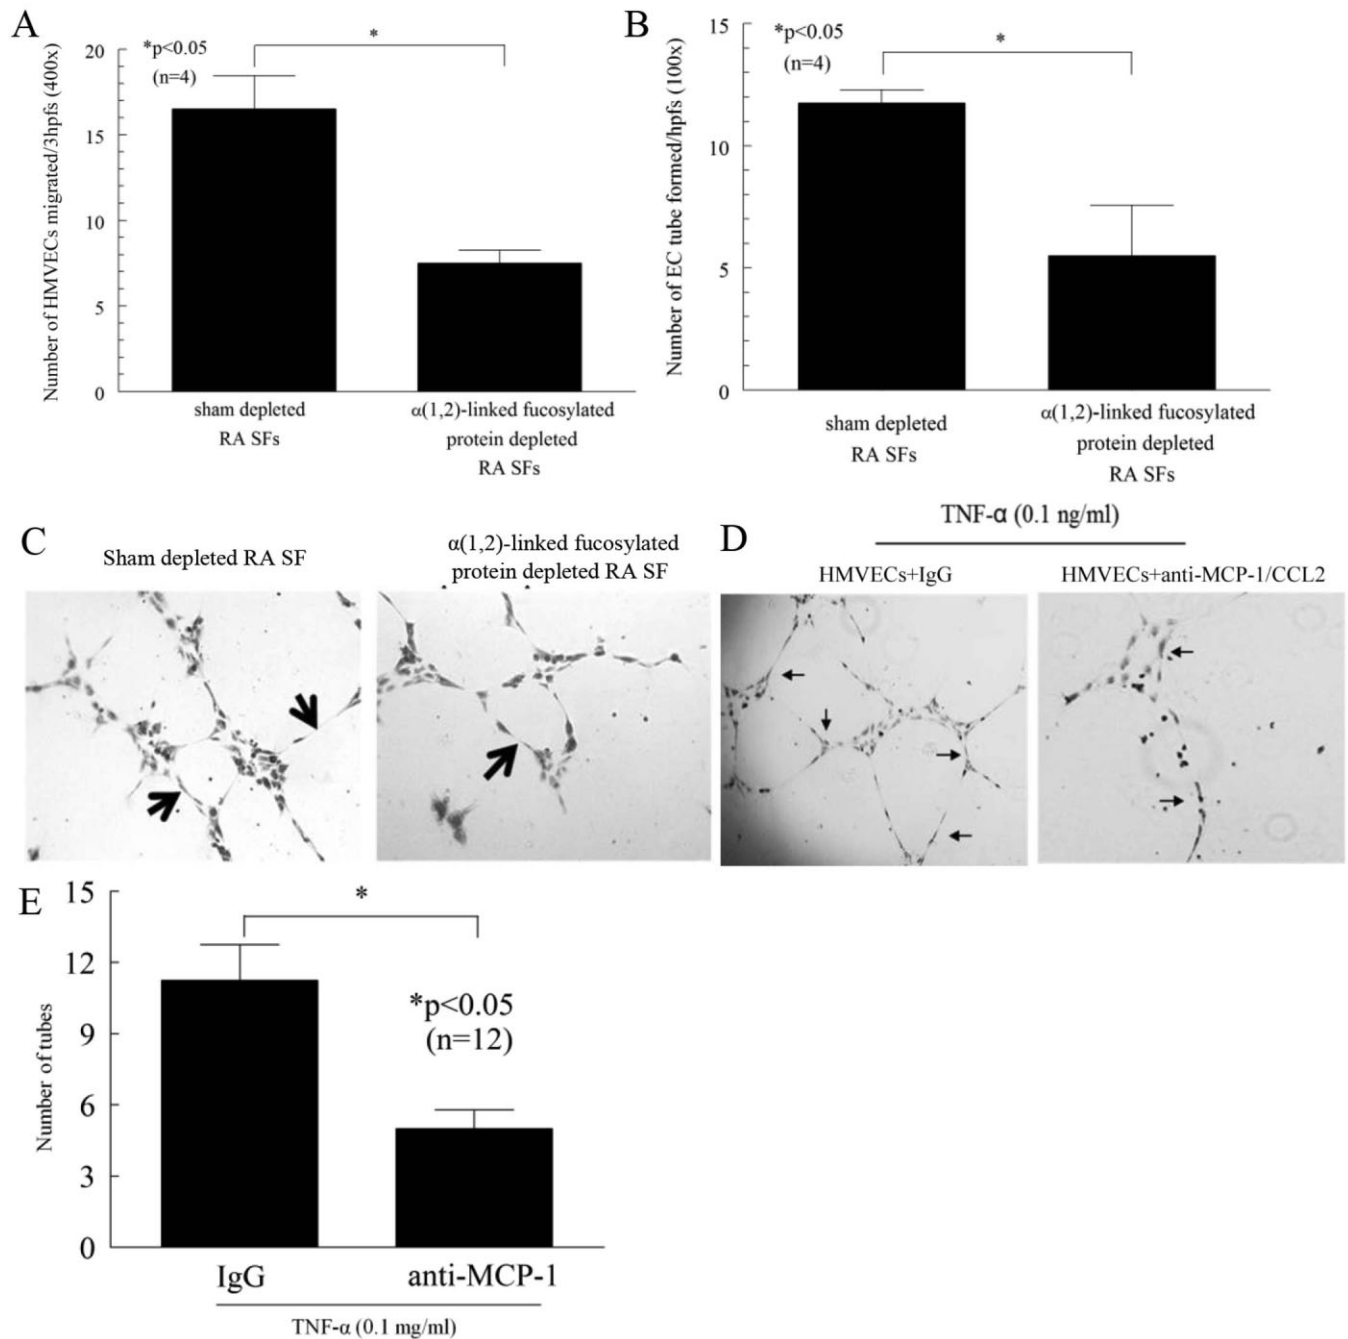 A
Number of HMVECs migrated/3hpfs (400x)
20
15
10
5
0
*p<0.05
(n=4)
*
sham depleted
RA SFs
α(1,2)-linked fucosylated
protein depleted
RA SFs
B
Number of EC tube formed/hpfs (100x)
15
10
5
0
*p<0.05
(n=4)
*
sham depleted
RA SFs
α(1,2)-linked fucosylated
protein depleted
RA SFs
C
Sham depleted RA SF
α(1,2)-linked fucosylated
protein depleted RA SF
D
TNF-α (0.1 ng/ml)
HMVECs+IgG
HMVECs+anti-MCP-1/CCL2
E
Number of tubes
15
12
9
6
3
0
*
*p<0.05
(n=12)
IgG
anti-MCP-1
TNF-α (0.1 mg/ml)